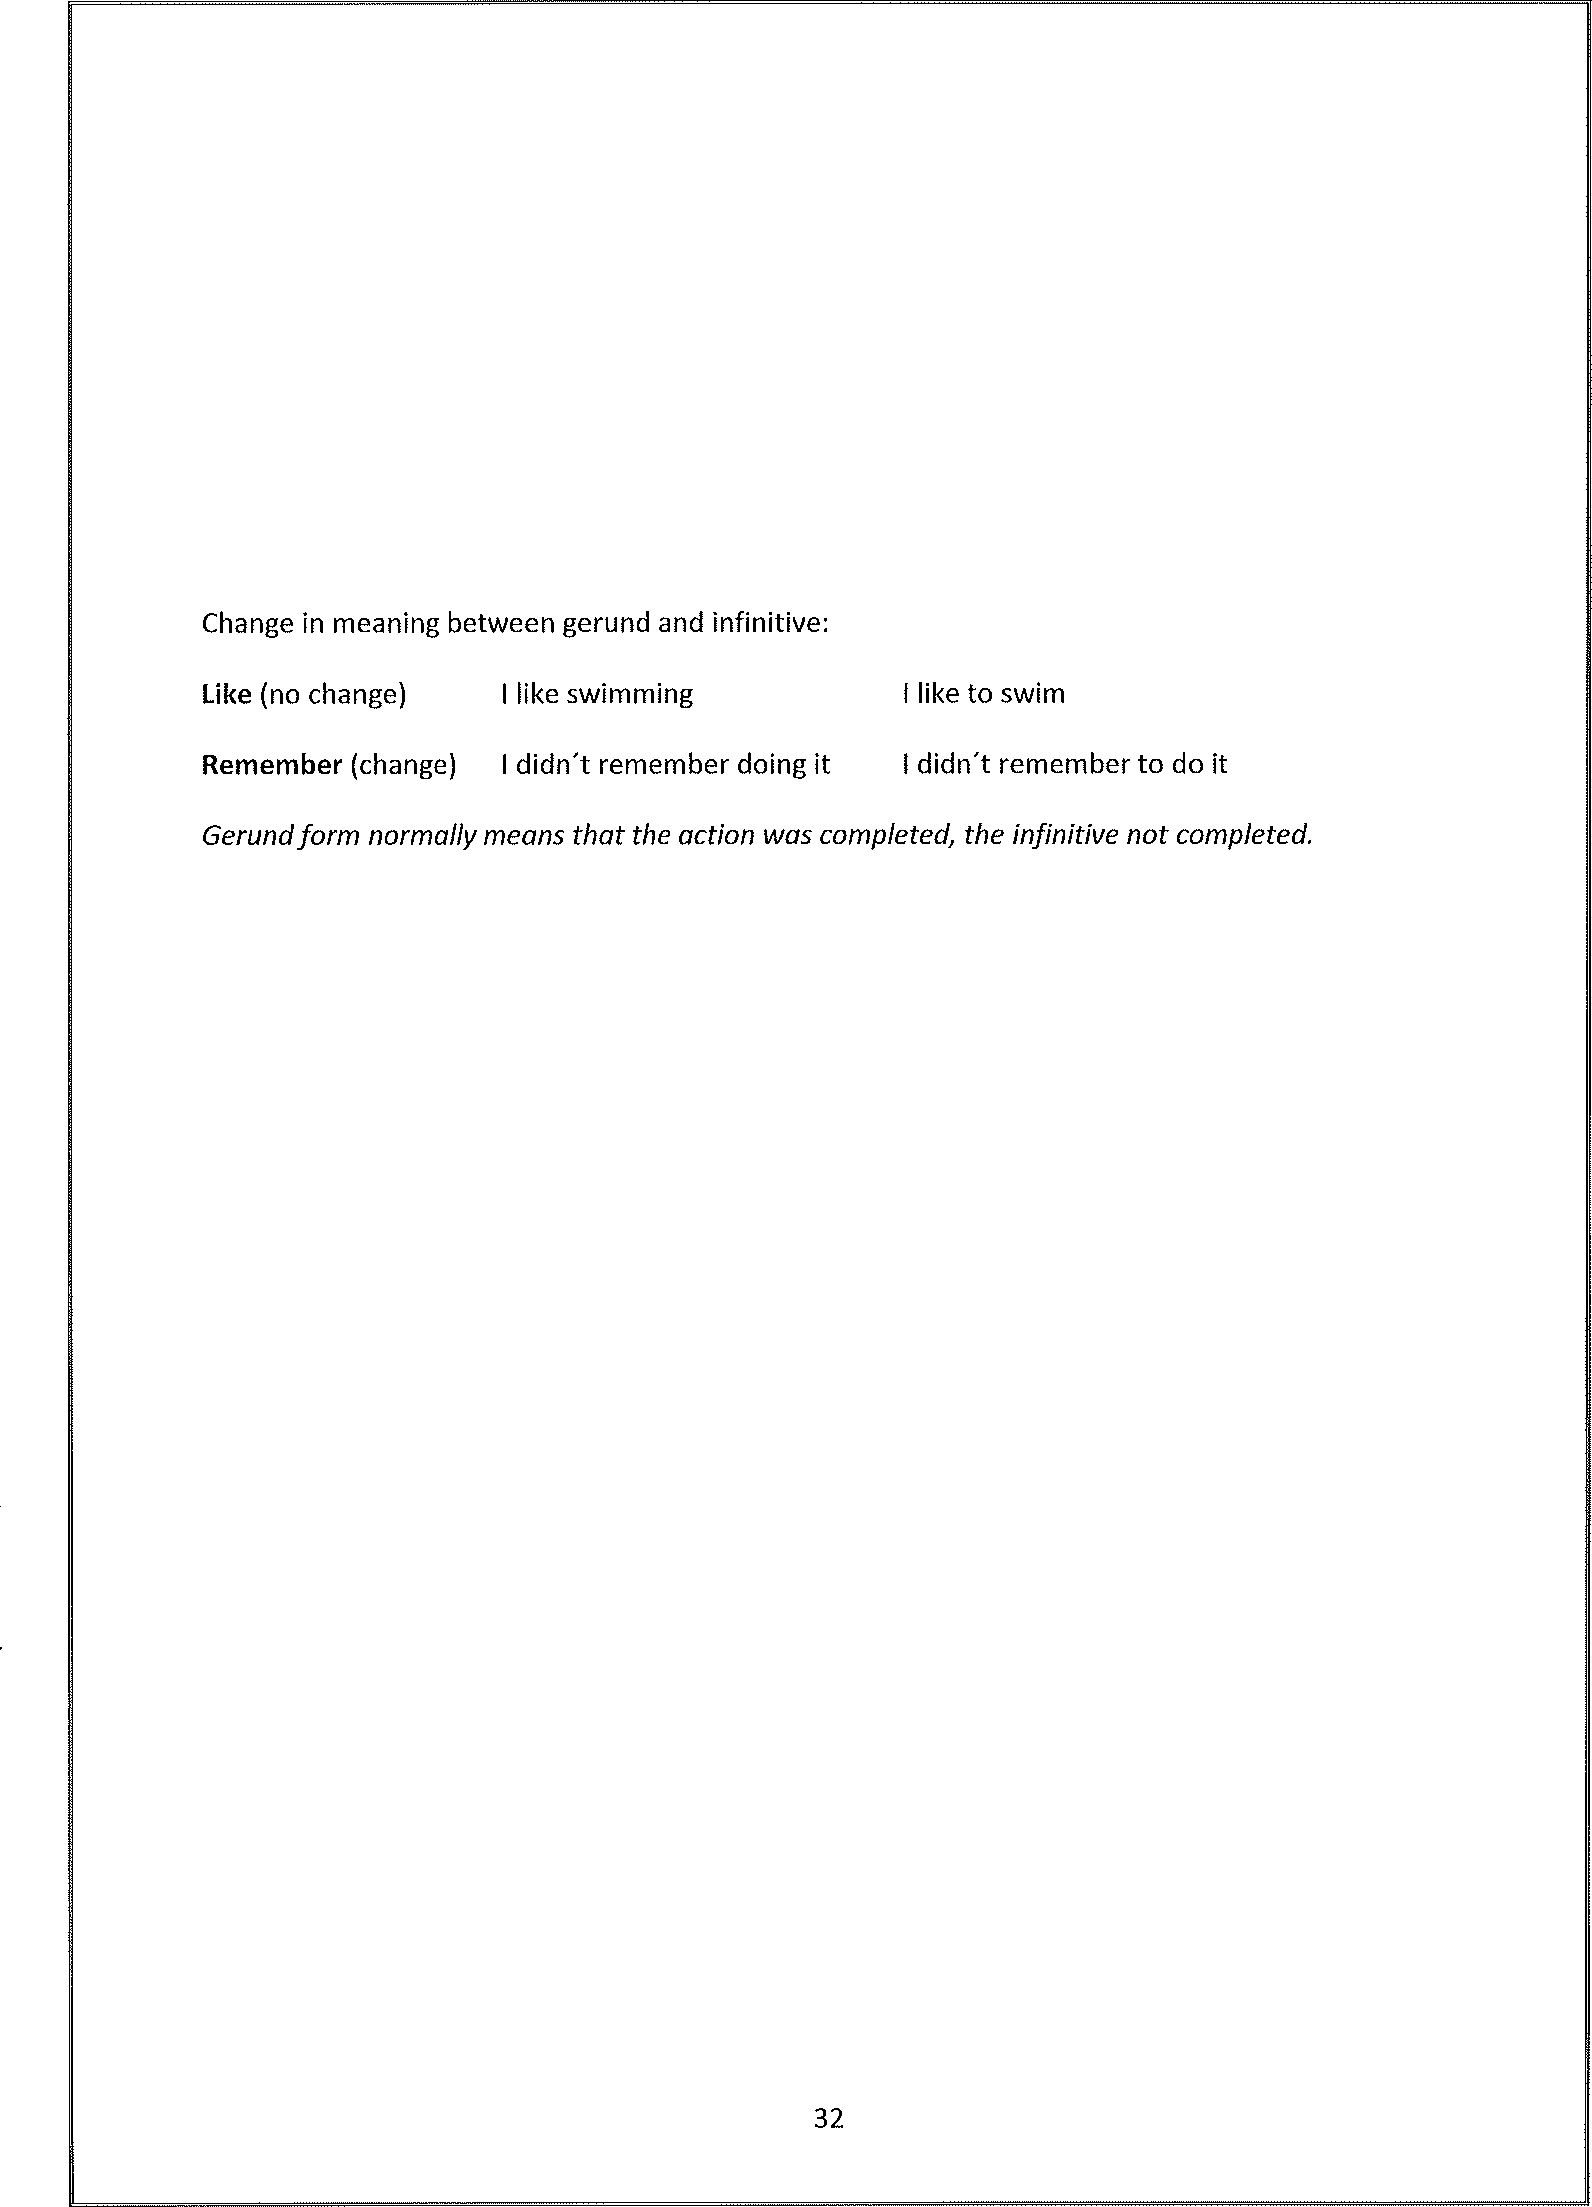 Change in meaning between gerund and infinitive:
Like (no change) I like swimming I like to swim
Remember (change) I didn´t remember doing it I didn´t remember to do it
Gerund form normally means that the action was completed, the infinitive not completed.
32